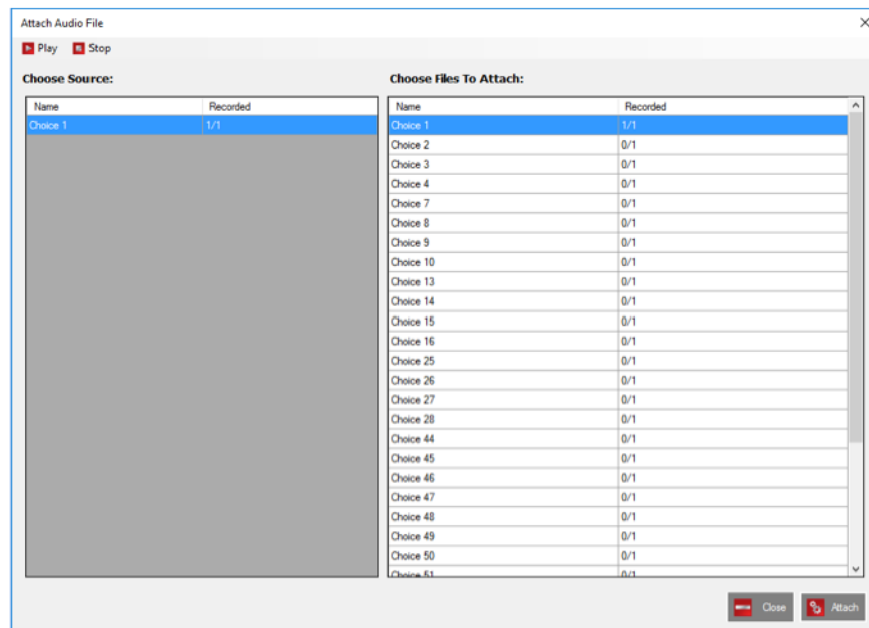 Attach Audio File
Play Stop
Choose Source: Choose Files To Attach:
Name Recorded Name Recorded
Choice 1 1/1 Choice 1 1/1
Choice 2 0/1
Choice 3 0/1
Choice 4 0/1
Choice 7 0/1
Choice 8 0/1
Choice 9 0/1
Choice 10 0/1
Choice 13 0/1
Choice 14 0/1
Choice 15 0/1
Choice 16 0/1
Choice 25 0/1
Choice 26 0/1
Choice 27 0/1
Choice 28 0/1
Choice 44 0/1
Choice 45 0/1
Choice 46 0/1
Choice 47 0/1
Choice 48 0/1
Choice 49 0/1
Choice 50 0/1
Choice 51 0/1
Close Attach